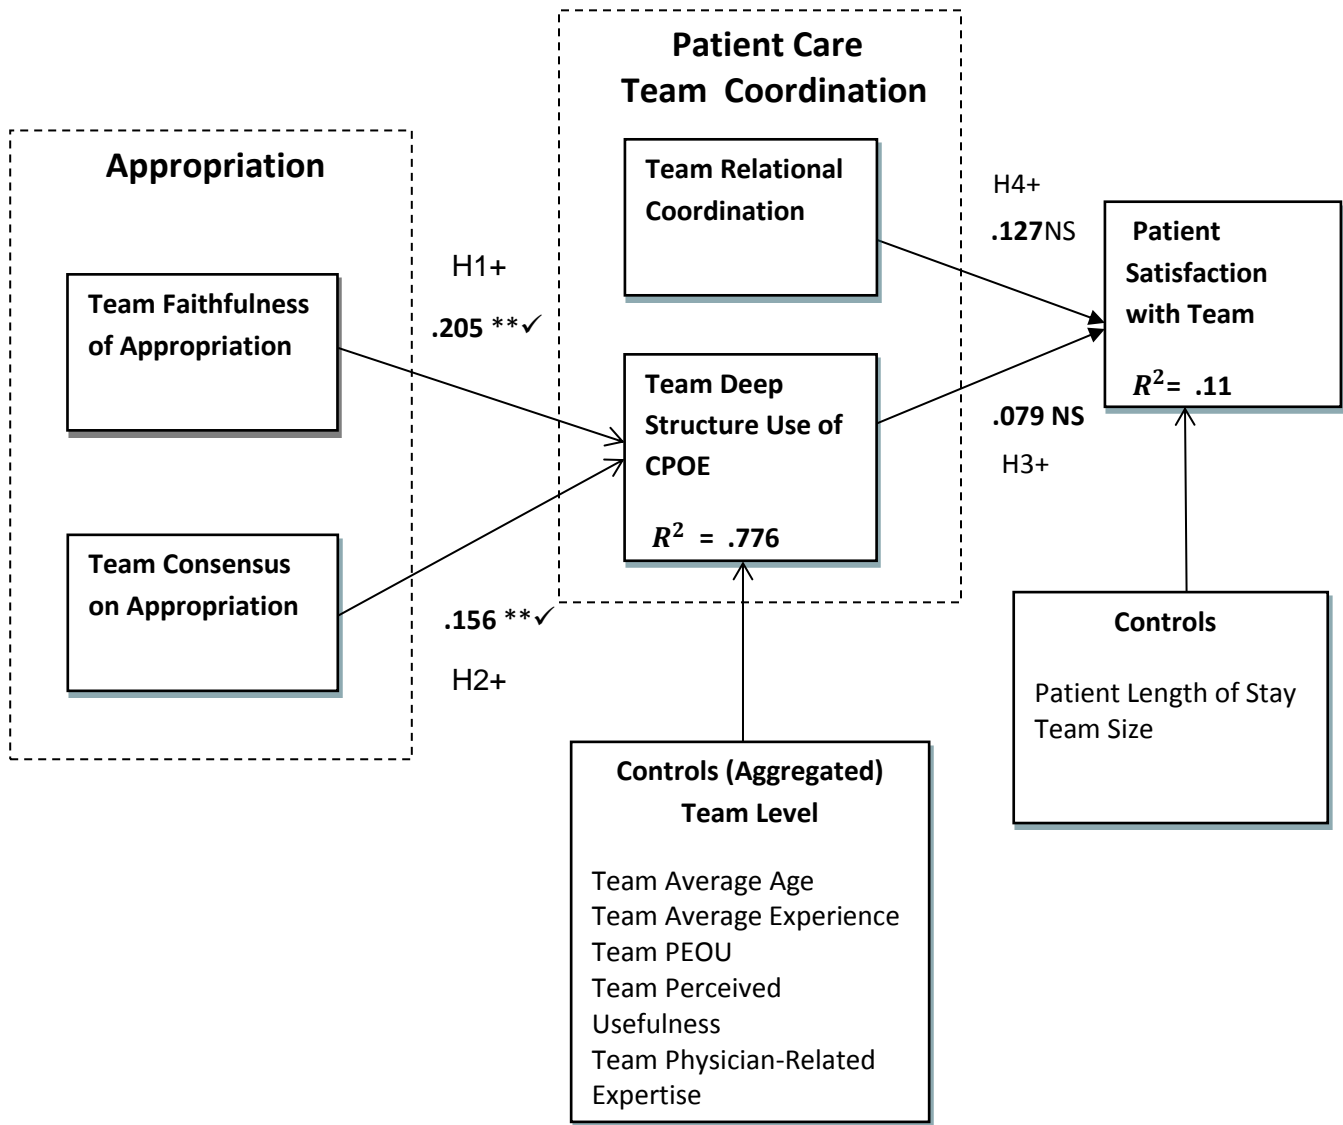 Patient Care
Team Coordination
Appropriation
Team Relational
Coordination
H4+
.127NS
Patient
Satisfaction
with Team
R² = .11
H1+
.205 **✓
Team Faithfulness
of Appropriation
Team Deep
Structure Use of
CPOE
R² = .776
.079 NS
H3+
Team Consensus
on Appropriation
.156 **✓
H2+
Controls
Patient Length of Stay
Team Size
Controls (Aggregated)
Team Level
Team Average Age
Team Average Experience
Team PEOU
Team Perceived
Usefulness
Team Physician-Related
Expertise